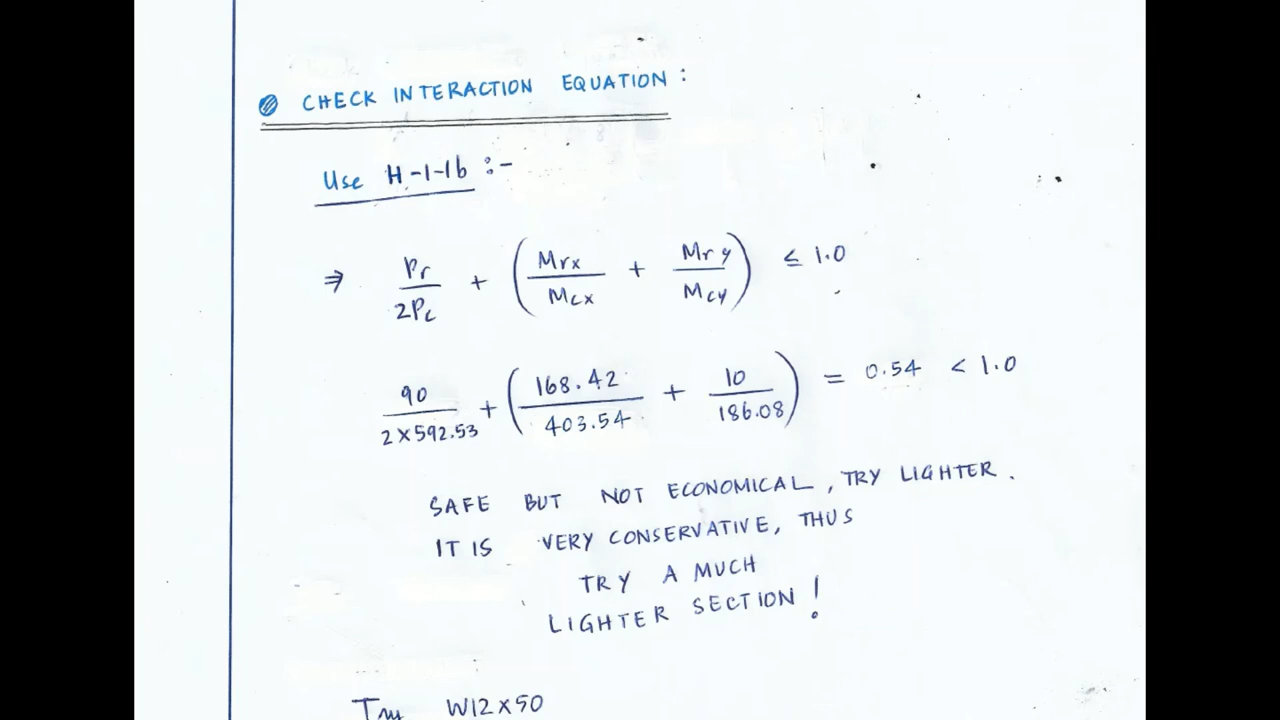 CHECK INTERACTION EQUATION :
Use H-1-1b :-
⇒ Pr/2Pc + (Mrx/Mcx + Mry/Mcy) ≤ 1.0
90/2×592.53 + (168.42/403.54 + 10/186.08) = 0.54 < 1.0
SAFE BUT NOT ECONOMICAL, TRY LIGHTER.
IT IS VERY CONSERVATIVE, THUS
TRY A MUCH
LIGHTER SECTION!
Try W12×50